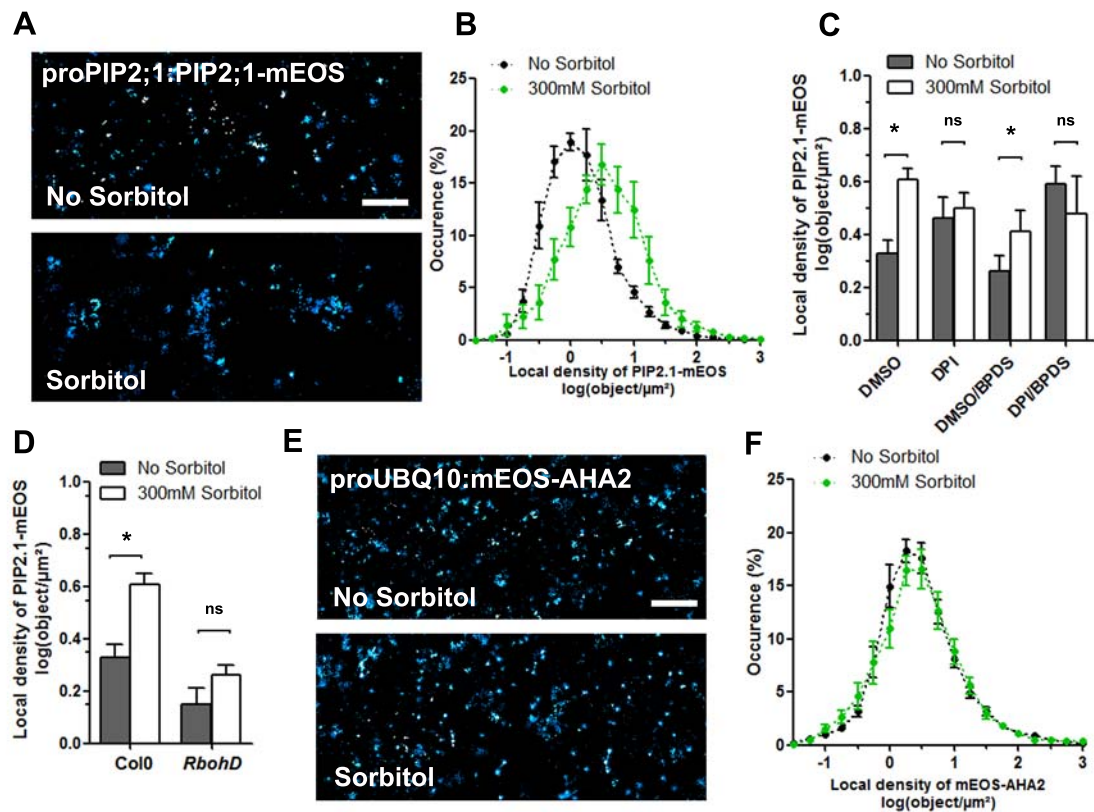 A
proPIP2;1:PIP2;1-mEOS
No Sorbitol
Sorbitol
B
No Sorbitol
300mM Sorbitol
Occurence (%)
25
20
15
10
5
0
-1 0 1 2 3
Local density of PIP2.1-mEOS
log(object/µm²)
C
No Sorbitol
300mM Sorbitol
Local density of PIP2.1-mEOS
log(object/µm²)
1.0
0.8
0.6
0.4
0.2
0.0
* ns * ns
DMSO
DPI
DMSO/BPDS
DPI/BPDS
D
No Sorbitol
300mM Sorbitol
Local density of PIP2.1-mEOS
log(object/µm²)
1.0
0.8
0.6
0.4
0.2
0.0
* ns
Col0 RbohD
E
proUBQ10:mEOS-AHA2
No Sorbitol
Sorbitol
F
No Sorbitol
300mM Sorbitol
Occurence (%)
25
20
15
10
5
0
-1 0 1 2 3
Local density of mEOS-AHA2
log(object/µm²)